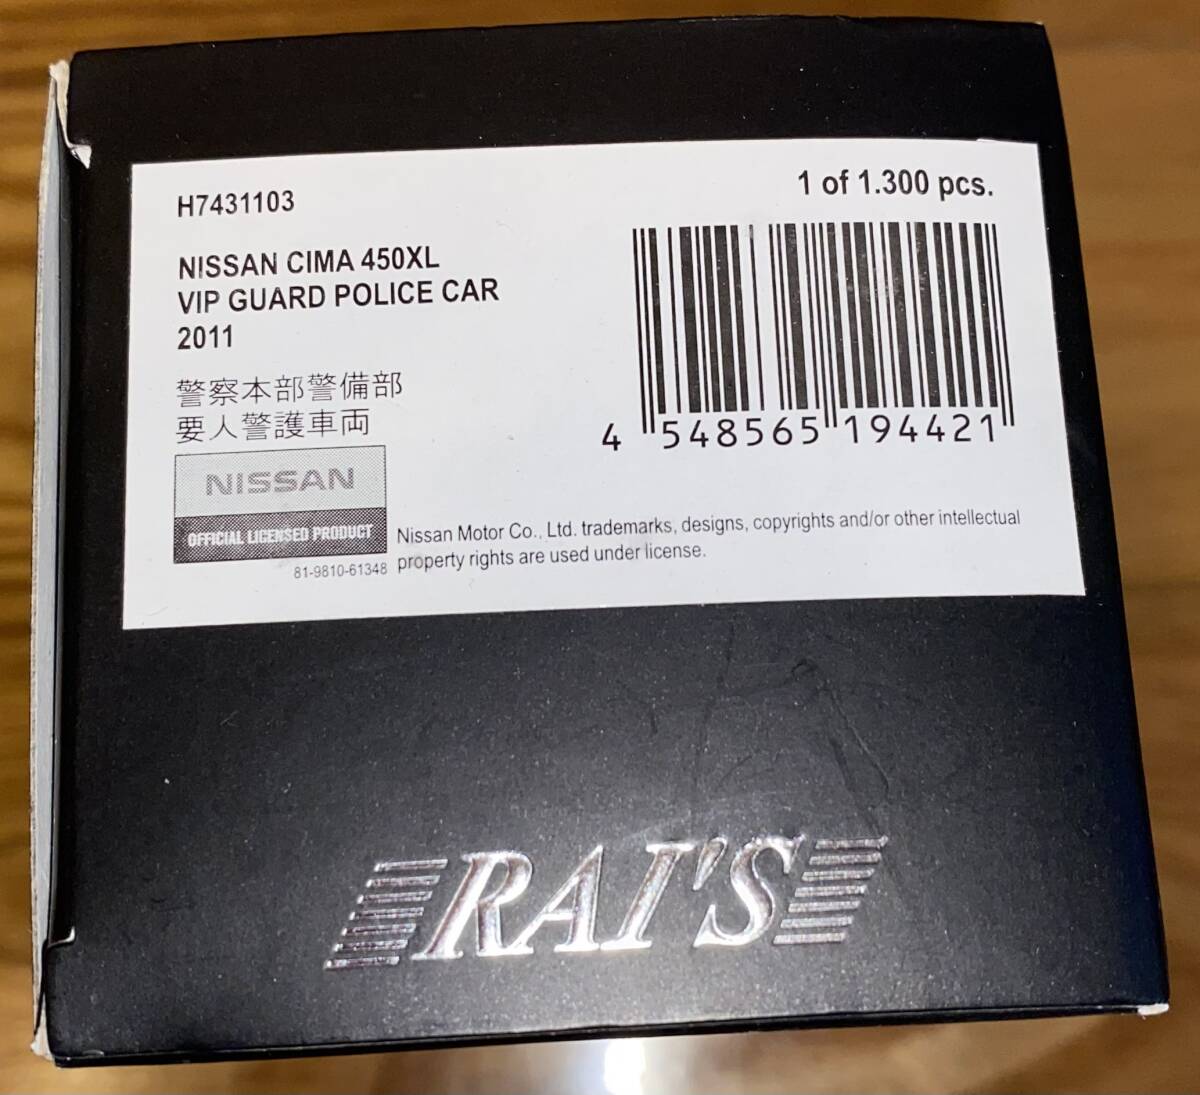 H7431103
1 of 1.300 pcs.
NISSAN CIMA 450XL
VIP GUARD POLICE CAR
2011
警察本部警備部
要人警護車両
4 548565 194421
NISSAN
OFFICIAL LICENSED PRODUCT
81-9810-61348
Nissan Motor Co., Ltd. trademarks, designs, copyrights and/or other intellectual
property rights are used under license.
RAI'S